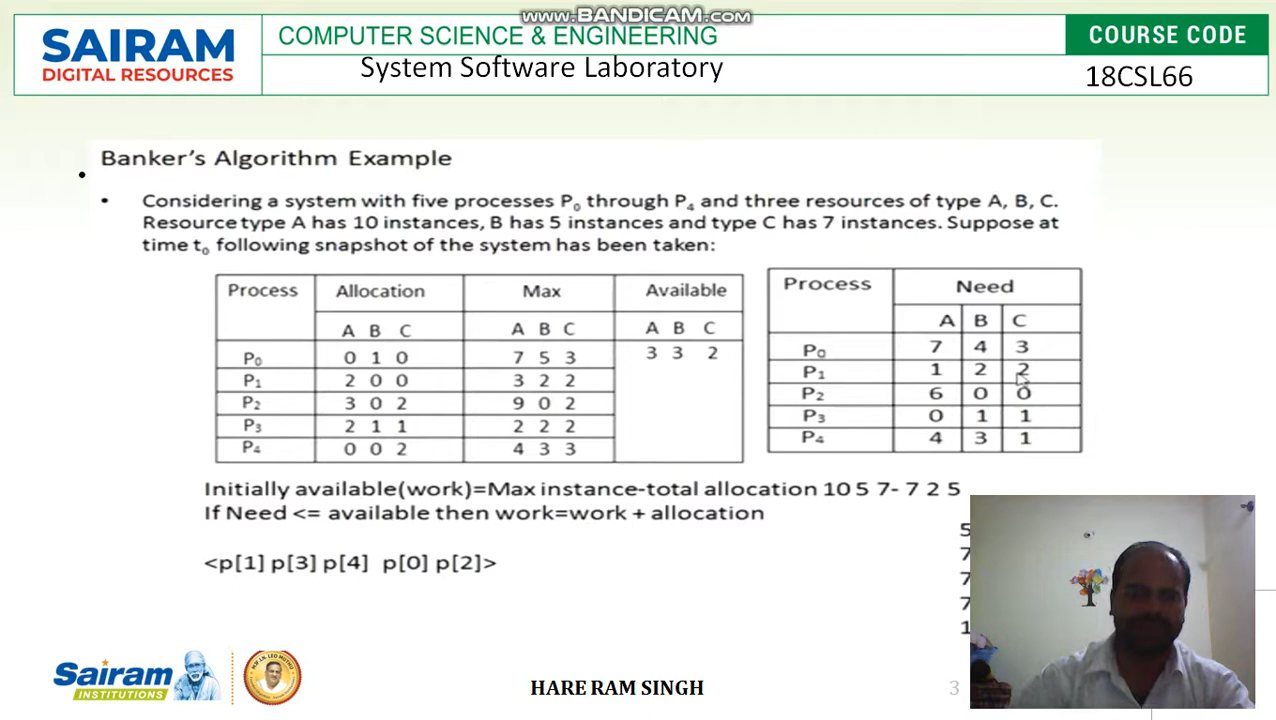 www.BANDICAM.com
SAIRAM
DIGITAL RESOURCES
COMPUTER SCIENCE & ENGINEERING
System Software Laboratory
COURSE CODE
18CSL66
Banker's Algorithm Example
• Considering a system with five processes P0 through P4 and three resources of type A, B, C.
Resource type A has 10 instances, B has 5 instances and type C has 7 instances. Suppose at
time t0 following snapshot of the system has been taken:
Process Allocation Max Available
A B C A B C A B C
P0 0 1 0 7 5 3 3 3 2
P1 2 0 0 3 2 2
P2 3 0 2 9 0 2
P3 2 1 1 2 2 2
P4 0 0 2 4 3 3
Process Need
A B C
P0 7 4 3
P1 1 2 2
P2 6 0 0
P3 0 1 1
P4 4 3 1
Initially available(work)=Max instance-total allocation 10 5 7- 7 2 5
If Need <= available then work=work + allocation
<p[1] p[3] p[4] p[0] p[2]>
5
7
7
7
1
Sairam
INSTITUTIONS
HARE RAM SINGH
3